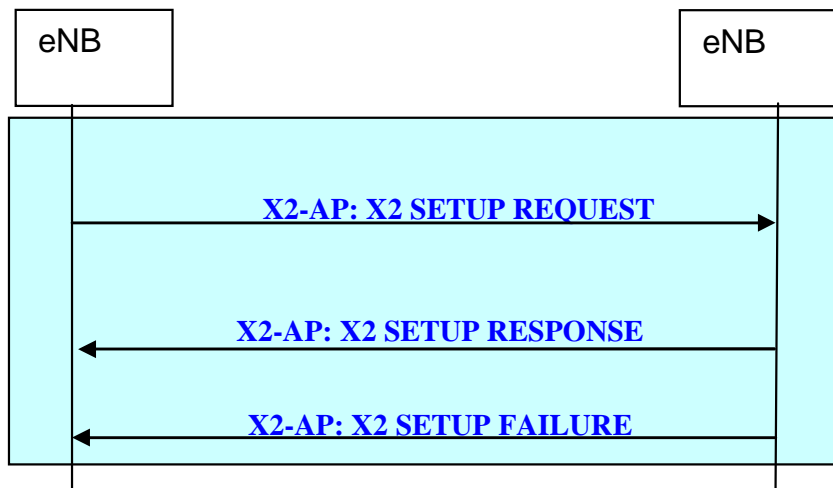 eNB
eNB
X2-AP: X2 SETUP REQUEST
X2-AP: X2 SETUP RESPONSE
X2-AP: X2 SETUP FAILURE